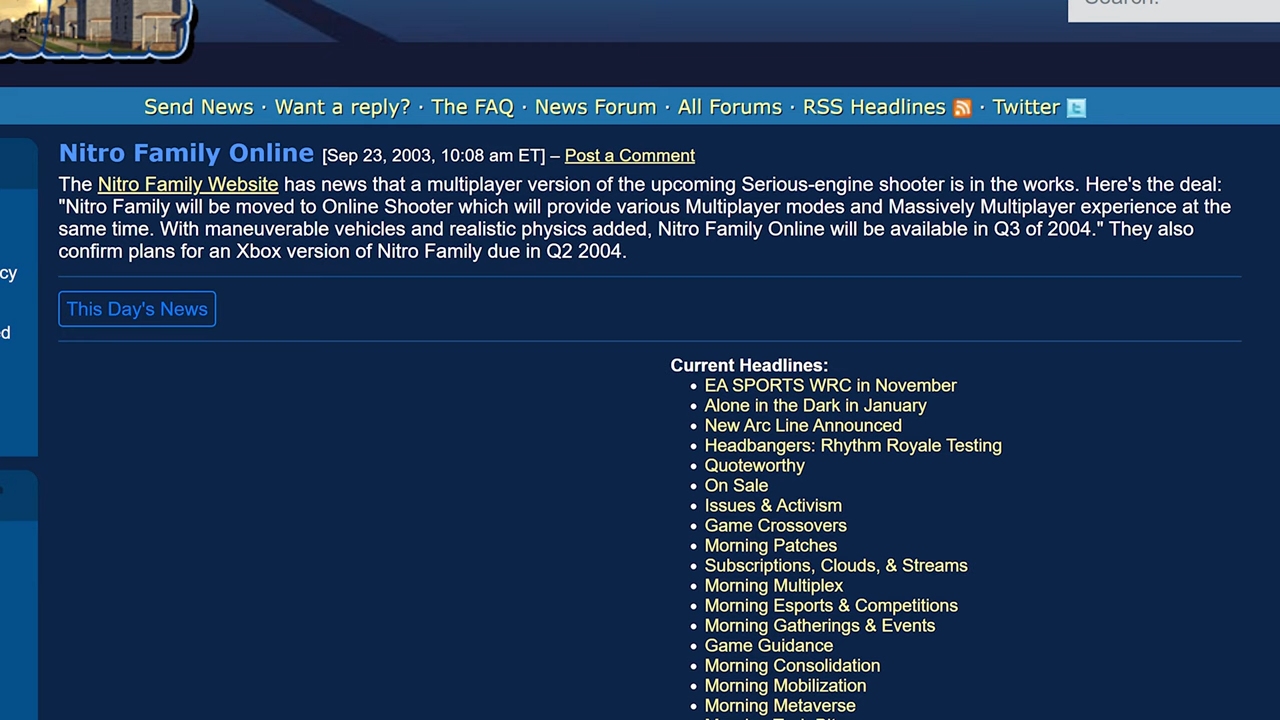 Search:
Send News · Want a reply? · The FAQ · News Forum · All Forums · RSS Headlines · Twitter
Nitro Family Online [Sep 23, 2003, 10:08 am ET] – Post a Comment
The Nitro Family Website has news that a multiplayer version of the upcoming Serious-engine shooter is in the works. Here's the deal:
"Nitro Family will be moved to Online Shooter which will provide various Multiplayer modes and Massively Multiplayer experience at the
same time. With maneuverable vehicles and realistic physics added, Nitro Family Online will be available in Q3 of 2004." They also
confirm plans for an Xbox version of Nitro Family due in Q2 2004.
cy
This Day's News
ed
Current Headlines:
• EA SPORTS WRC in November
• Alone in the Dark in January
• New Arc Line Announced
• Headbangers: Rhythm Royale Testing
• Quoteworthy
• On Sale
• Issues & Activism
• Game Crossovers
• Morning Patches
• Subscriptions, Clouds, & Streams
• Morning Multiplex
• Morning Esports & Competitions
• Morning Gatherings & Events
• Game Guidance
• Morning Consolidation
• Morning Mobilization
• Morning Metaverse